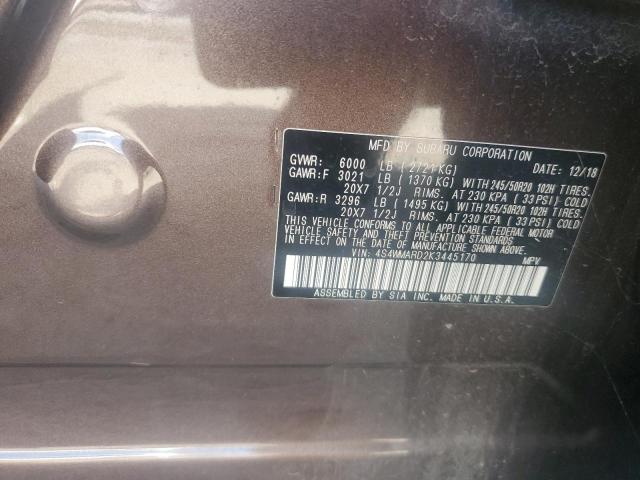 MFD BY SUBARU CORPORATION
GVWR: 6000 LB (2721 KG) DATE: 12/18
GAWR:F 3021 LB (1370 KG) WITH 245/50R20 102H TIRES.
20X7 1/2J RIMS. AT 230 KPA (33 PSI) COLD
GAWR:R 3296 LB (1495 KG) WITH 245/50R20 102H TIRES.
20X7 1/2J RIMS. AT 230 KPA (33 PSI) COLD
THIS VEHICLE CONFORMS TO ALL APPLICABLE FEDERAL MOTOR
VEHICLE SAFETY, BUMPER, AND THEFT PREVENTION STANDARDS
IN EFFECT ON THE DATE OF MANUFACTURE SHOWN ABOVE.
VIN: 4S4WMARD2K3445170 MPV
ASSEMBLED BY SIA INC. MADE IN U.S.A.